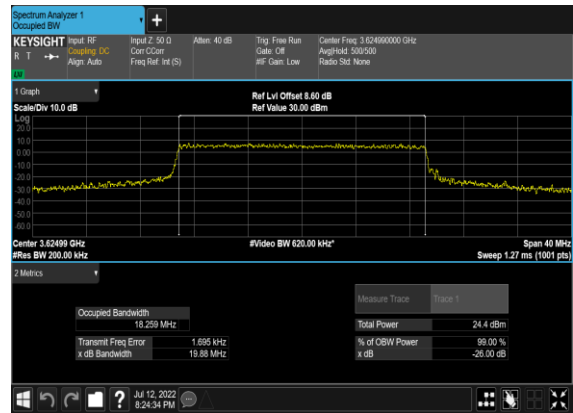 Spectrum Analyzer 1
Occupied BW
+
KEYSIGHT Input: RF Input Z: 50 Ω Atten: 40 dB Trig: Free Run Center Freq: 3.624990000 GHz
R T Coupling: DC Corr CCorr Gate: Off Avg|Hold: 500/500
Align: Auto Freq Ref: Int (S) #IF Gain: Low Radio Std: None
LXI
1 Graph
Ref Lvl Offset 8.60 dB
Scale/Div 10.0 dB Ref Value 30.00 dBm
Log
20.0
10.0
0.00
-10.0
-20.0
-30.0
-40.0
-50.0
-60.0
Center 3.62499 GHz #Video BW 620.00 kHz* Span 40 MHz
#Res BW 200.00 kHz Sweep 1.27 ms (1001 pts)
2 Metrics
Measure Trace Trace 1
Occupied Bandwidth
18.259 MHz Total Power 24.4 dBm
Transmit Freq Error 1.695 kHz % of OBW Power 99.00 %
x dB Bandwidth 19.88 MHz x dB -26.00 dB
? Jul 12, 2022
8:24:34 PM